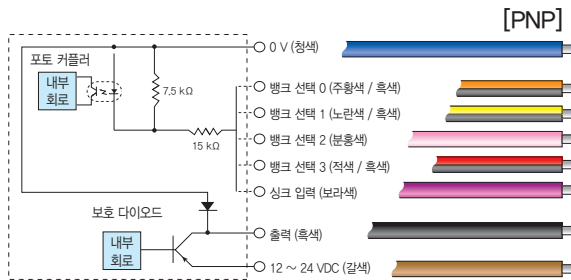 [PNP]
0 V (청색)
포토 커플러
내부
회로
7.5 kΩ
15 kΩ
뱅크 선택 0 (주황색 / 흑색)
뱅크 선택 1 (노란색 / 흑색)
뱅크 선택 2 (분홍색)
뱅크 선택 3 (적색 / 흑색)
싱크 입력 (보라색)
보호 다이오드
출력 (흑색)
내부
회로
12 ~ 24 VDC (갈색)